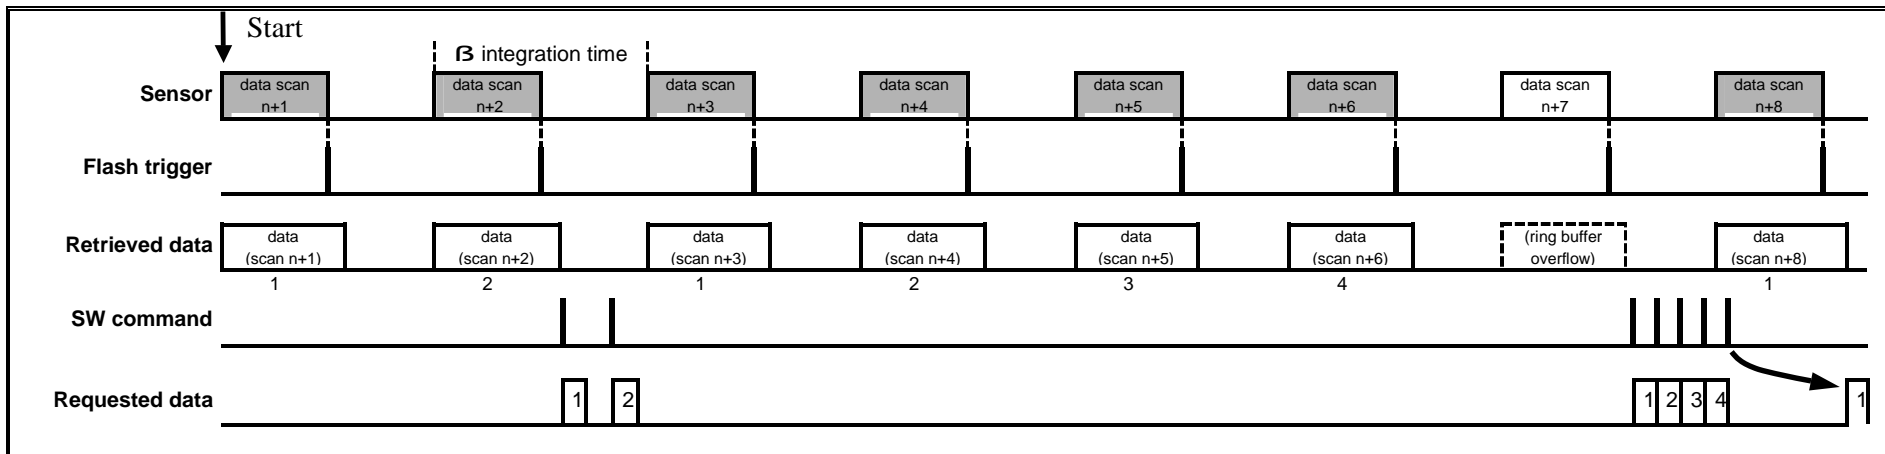 Start
ß integration time
Sensor
data scan
n+1
data scan
n+2
data scan
n+3
data scan
n+4
data scan
n+5
data scan
n+6
data scan
n+7
data scan
n+8
Flash trigger
Retrieved data
data
(scan n+1)
data
(scan n+2)
data
(scan n+3)
data
(scan n+4)
data
(scan n+5)
data
(scan n+6)
(ring buffer
overflow)
data
(scan n+8)
1 2 1 2 3 4 1
SW command
Requested data
1 2 1 2 3 4 1